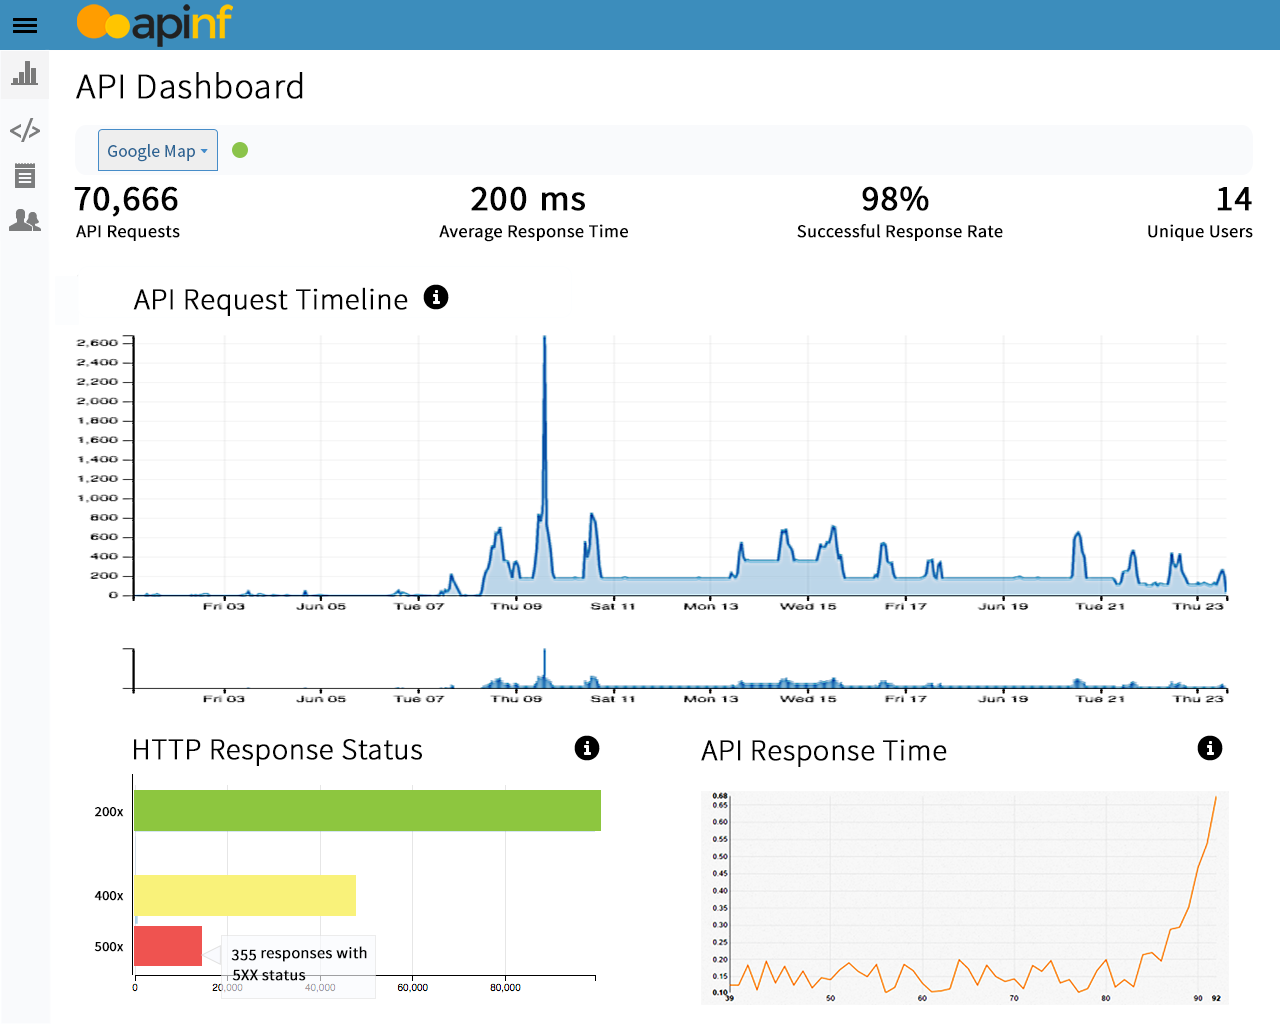 apinf
API Dashboard
Google Map
70,666
API Requests
200 ms
Average Response Time
98%
Successful Response Rate
14
Unique Users
API Request Timeline
2,600
2,400
2,200
2,000
1,800
1,600
1,400
1,200
1,000
800
600
400
200
0
Fri 03 Jun 05 Tue 07 Thu 09 Sat 11 Mon 13 Wed 15 Fri 17 Jun 19 Tue 21 Thu 23
Fri 03 Jun 05 Tue 07 Thu 09 Sat 11 Mon 13 Wed 15 Fri 17 Jun 19 Tue 21 Thu 23
HTTP Response Status
200x
400x
500x
355 responses with
5XX status
0 20,000 40,000 60,000 80,000
API Response Time
0.68
0.65
0.60
0.55
0.50
0.45
0.40
0.35
0.30
0.25
0.20
0.15
0.10
39 50 60 70 80 90 92